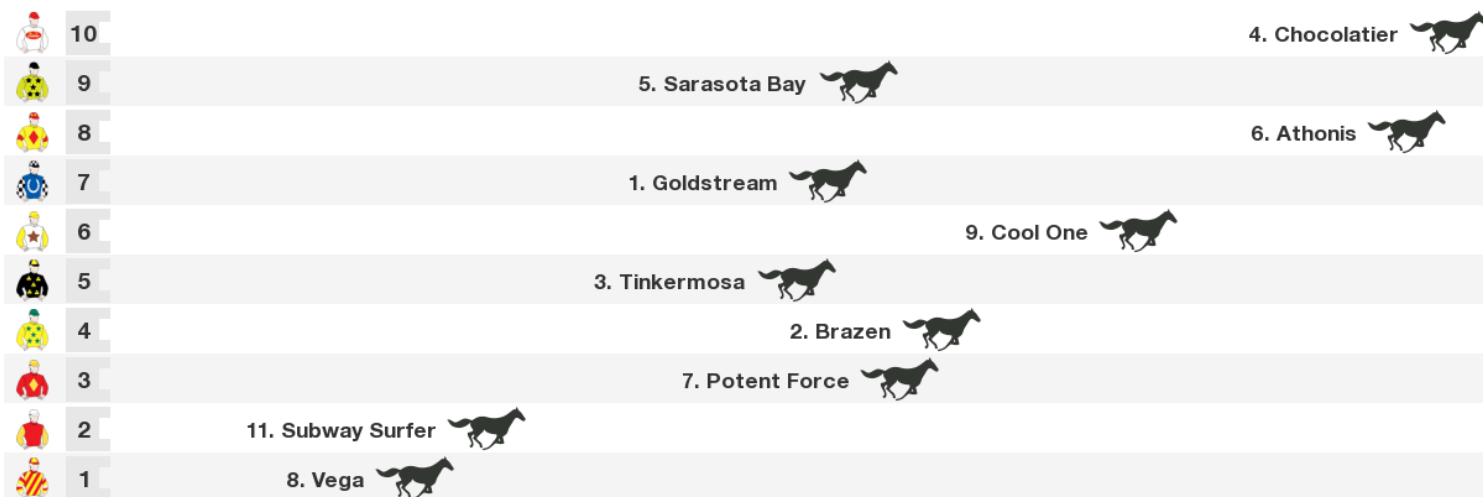 10 4. Chocolatier
9 5. Sarasota Bay
8 6. Athonis
7 1. Goldstream
6 9. Cool One
5 3. Tinkermosa
4 2. Brazen
3 7. Potent Force
2 11. Subway Surfer
1 8. Vega